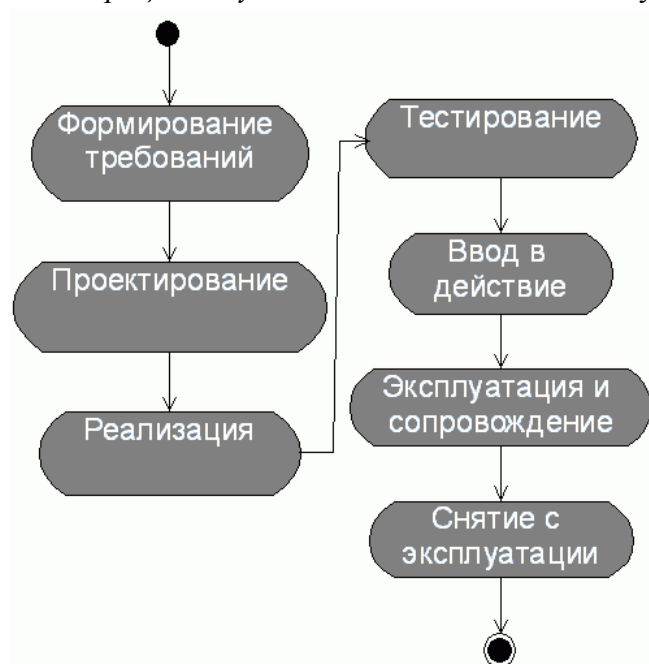 Формирование
требований
Проектирование
Реализация
Тестирование
Ввод в
действие
Эксплуатация и
сопровождение
Снятие с
эксплуатации